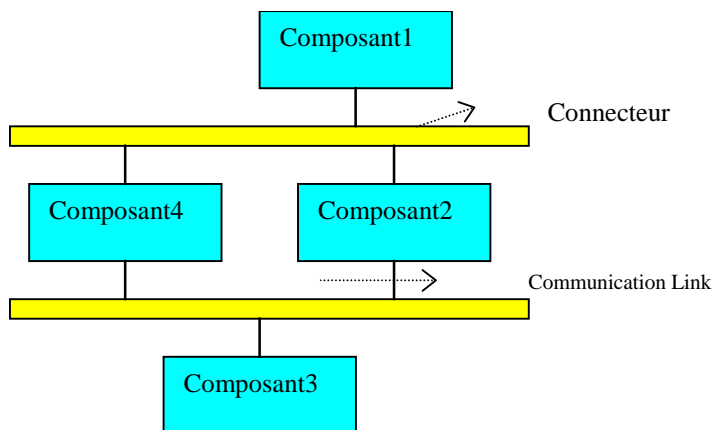 Composant1
Connecteur
Composant4
Composant2
Communication Link
Composant3